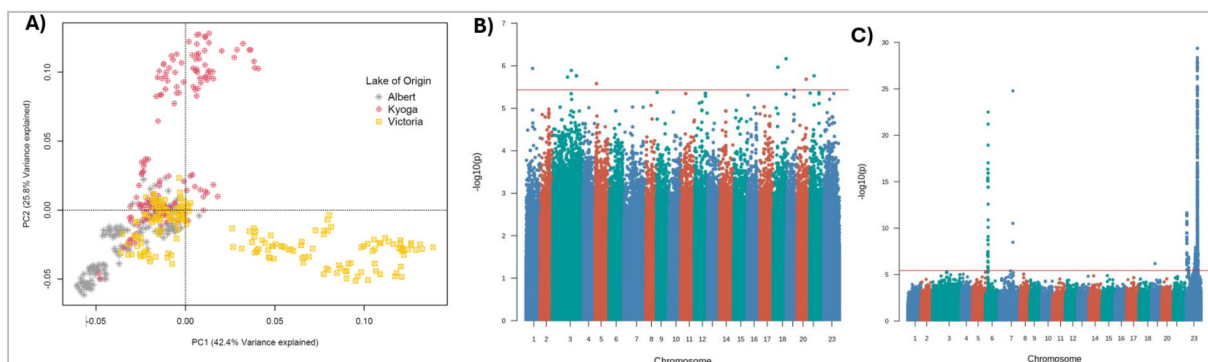 A)
0.10
0.05
0.00
-0.05
PC2 (25.8% Variance explained)
Lake of Origin
Albert
Kyoga
Victoria
-0.05 0.00 0.05 0.10
PC1 (42.4% Variance explained)
B)
7
6
5
4
3
2
1
0
-log10(p)
1 2 3 4 5 6 7 8 9 10 11 12 14 15 16 17 18 20 21 23
Chromosome
C)
30
25
20
15
10
5
0
-log10(p)
1 2 3 4 5 6 7 8 9 10 11 12 13 14 15 16 17 18 19 20 21 23
Chromosome